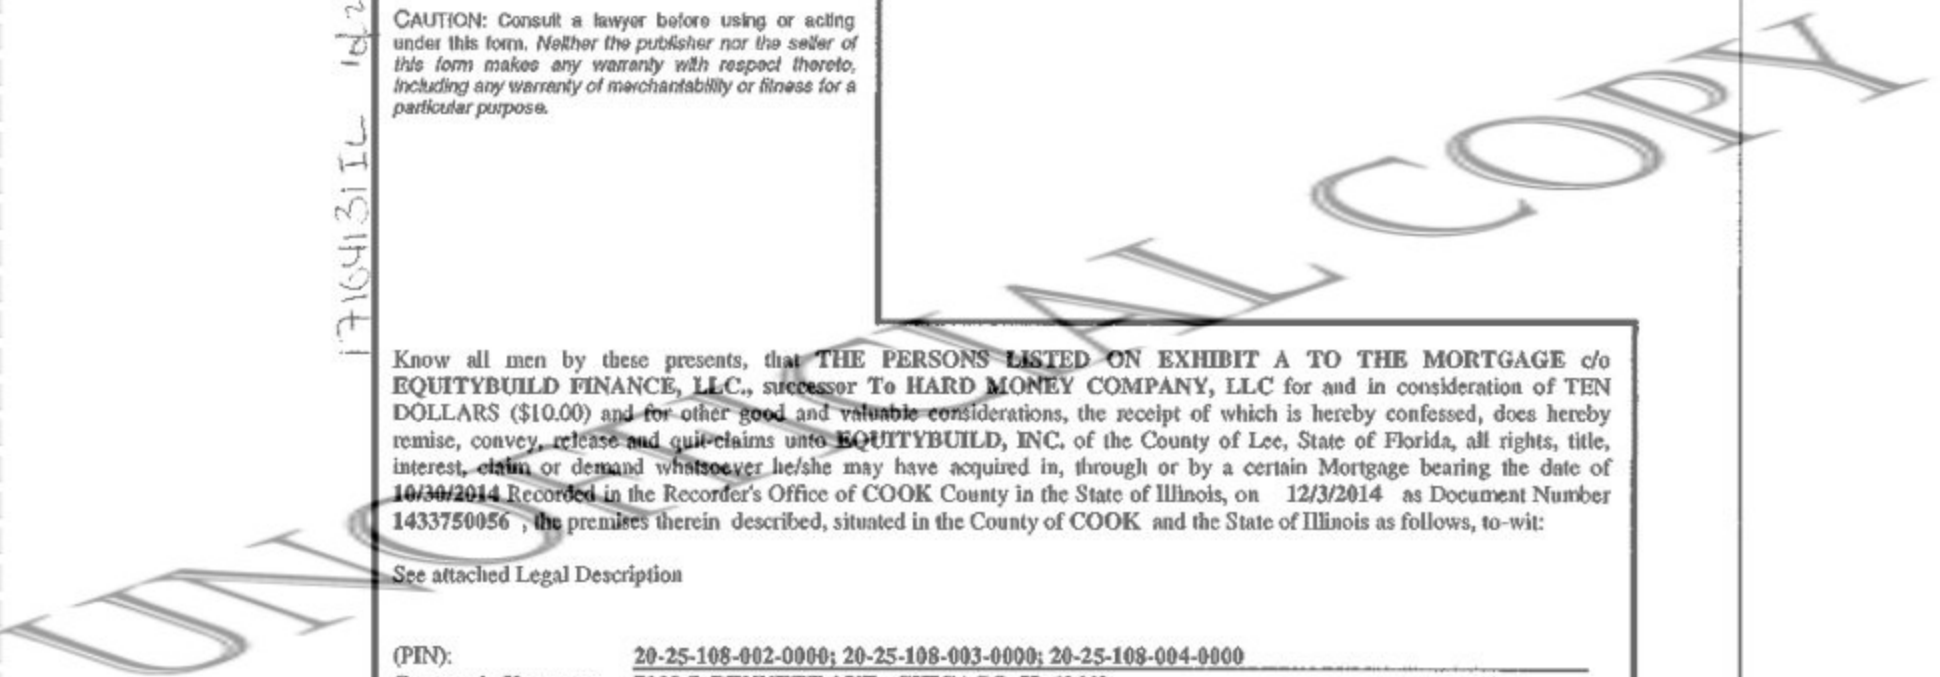 CAUTION: Consult a lawyer before using or acting
under this form. Neither the publisher nor the seller of
this form makes any warranty with respect thereto,
including any warranty of merchantability or fitness for a
particular purpose.
1716413IL
Know all men by these presents, that THE PERSONS LISTED ON EXHIBIT A TO THE MORTGAGE c/o
EQUITYBUILD FINANCE, LLC., successor To HARD MONEY COMPANY, LLC for and in consideration of TEN
DOLLARS ($10.00) and for other good and valuable considerations, the receipt of which is hereby confessed, does hereby
remise, convey, release and quit-claims unto EQUITYBUILD, INC. of the County of Lee, State of Florida, all rights, title,
interest, claim or demand whatsoever he/she may have acquired in, through or by a certain Mortgage bearing the date of
10/30/2014 Recorded in the Recorder's Office of COOK County in the State of Illinois, on 12/3/2014 as Document Number
1433750056 , the premises therein described, situated in the County of COOK and the State of Illinois as follows, to-wit:
See attached Legal Description
(PIN): 20-25-108-002-0000; 20-25-108-003-0000; 20-25-108-004-0000
UNOFFICIAL COPY